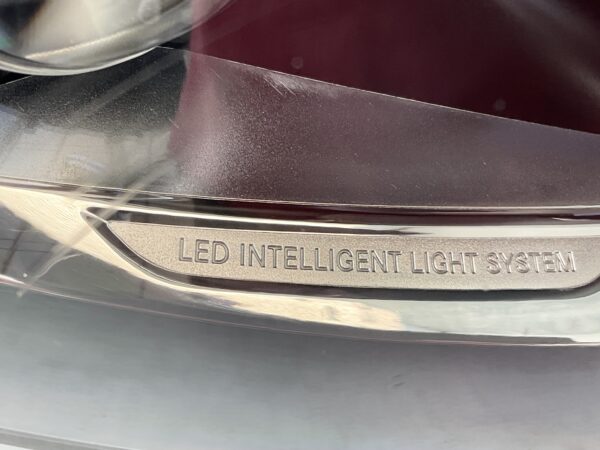 LED INTELLIGENT LIGHT SYSTEM